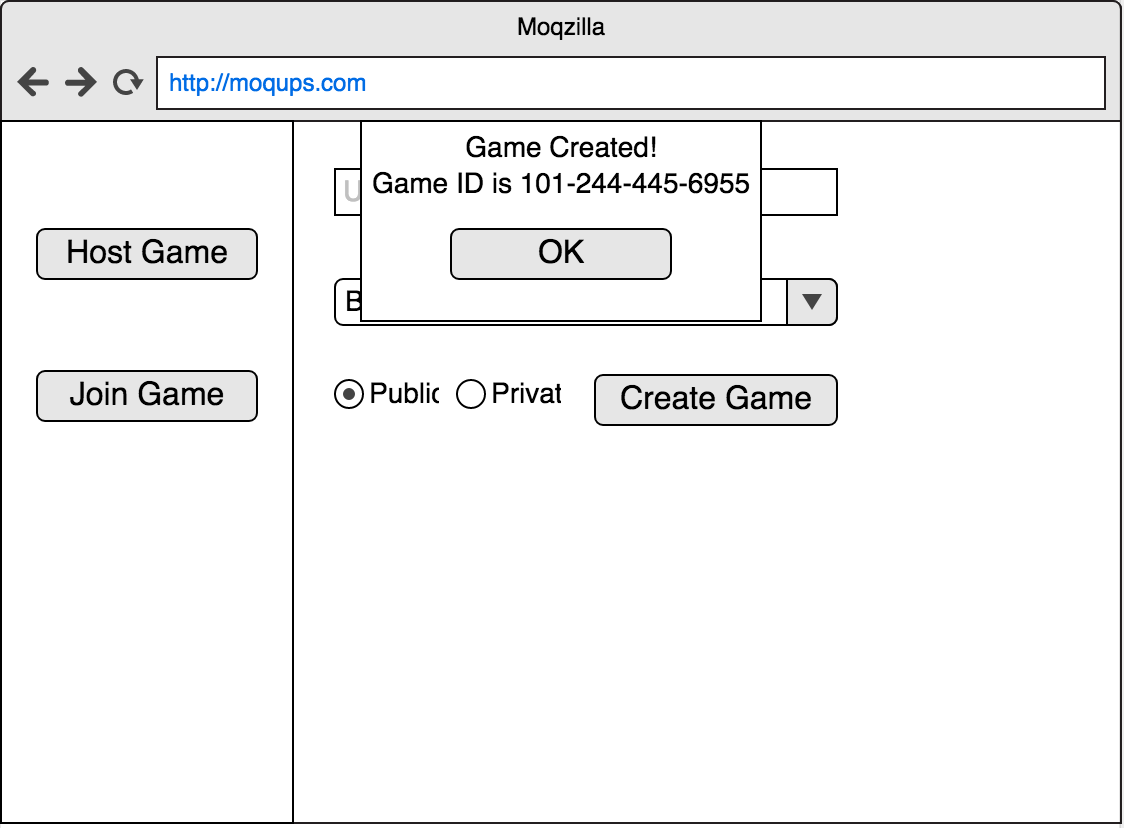 Moqzilla
http://moqups.com
Game Created!
Game ID is 101-244-445-6955
OK
Host Game
Join Game
Public
Privat
Create Game